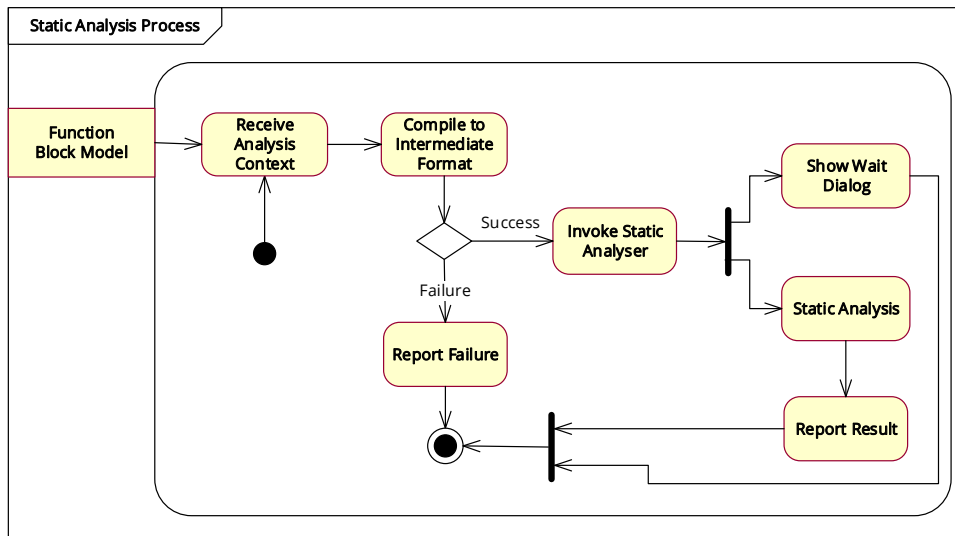 Static Analysis Process
Function
Block Model
Receive
Analysis
Context
Compile to
Intermediate
Format
Success
Invoke Static
Analyser
Show Wait
Dialog
Failure
Static Analysis
Report Failure
Report Result